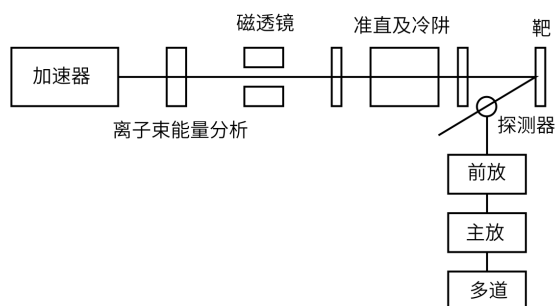 磁透镜
准直及冷阱
靶
加速器
离子束能量分析
探测器
前放
主放
多道